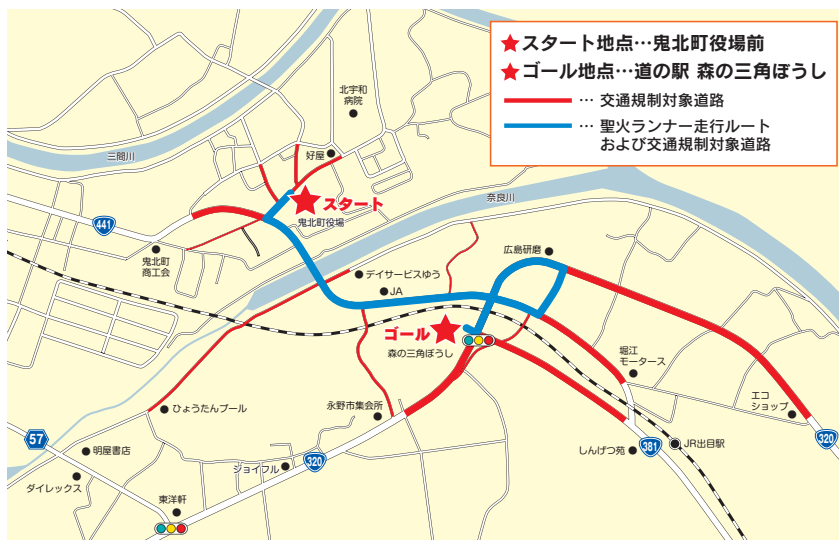 ★スタート地点…鬼北町役場前
★ゴール地点…道の駅 森の三角ぼうし
… 交通規制対象道路
… 聖火ランナー走行ルート
および交通規制対象道路
北宇和
病院
三間川
好屋
スタート
鬼北町役場
奈良川
441
鬼北町
商工会
広島研磨
デイサービスゆう
JA
ゴール
森の三角ぼうし
堀江
モータース
エコ
ショップ
ひょうたんプール
永野市集会所
320
57
明屋書店
ジョイフル
320
381
JR出目駅
しんげつ苑
ダイレックス
東洋軒